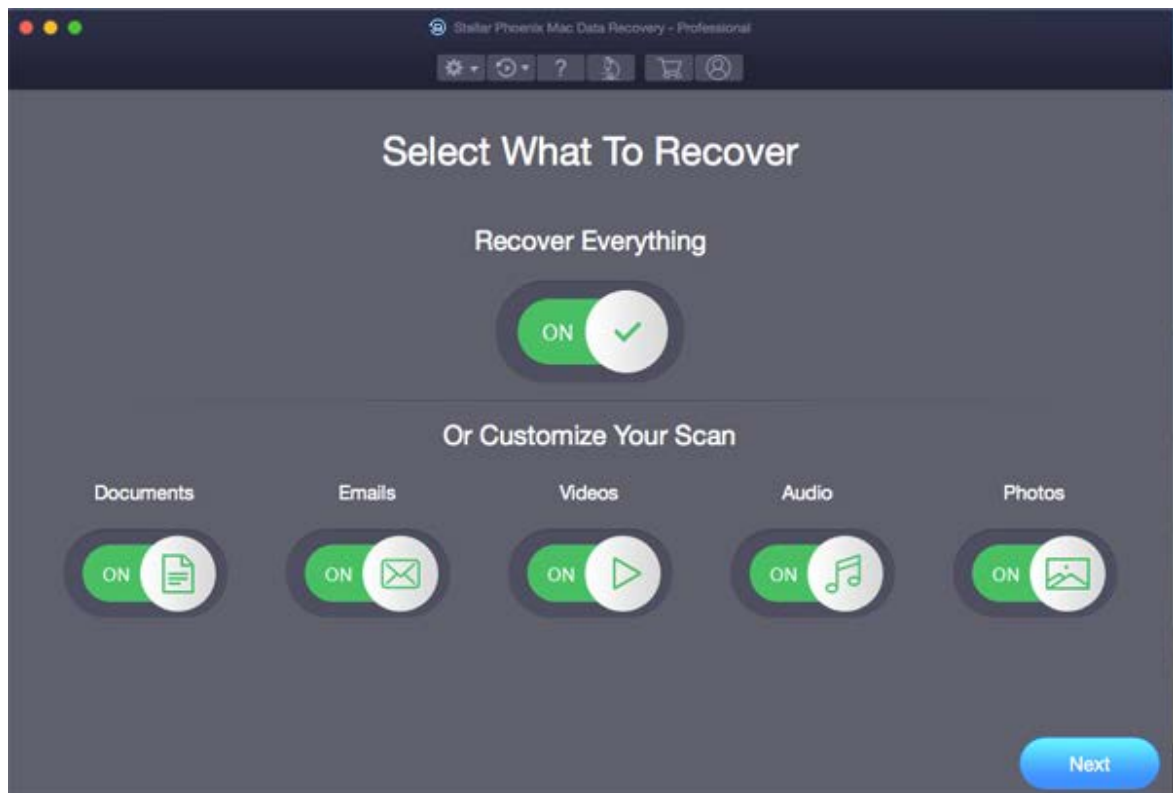 Stellar Phoenix Mac Data Recovery - Professional
?
Select What To Recover
Recover Everything
ON
Or Customize Your Scan
Documents Emails Videos Audio Photos
ON ON ON ON ON
Next